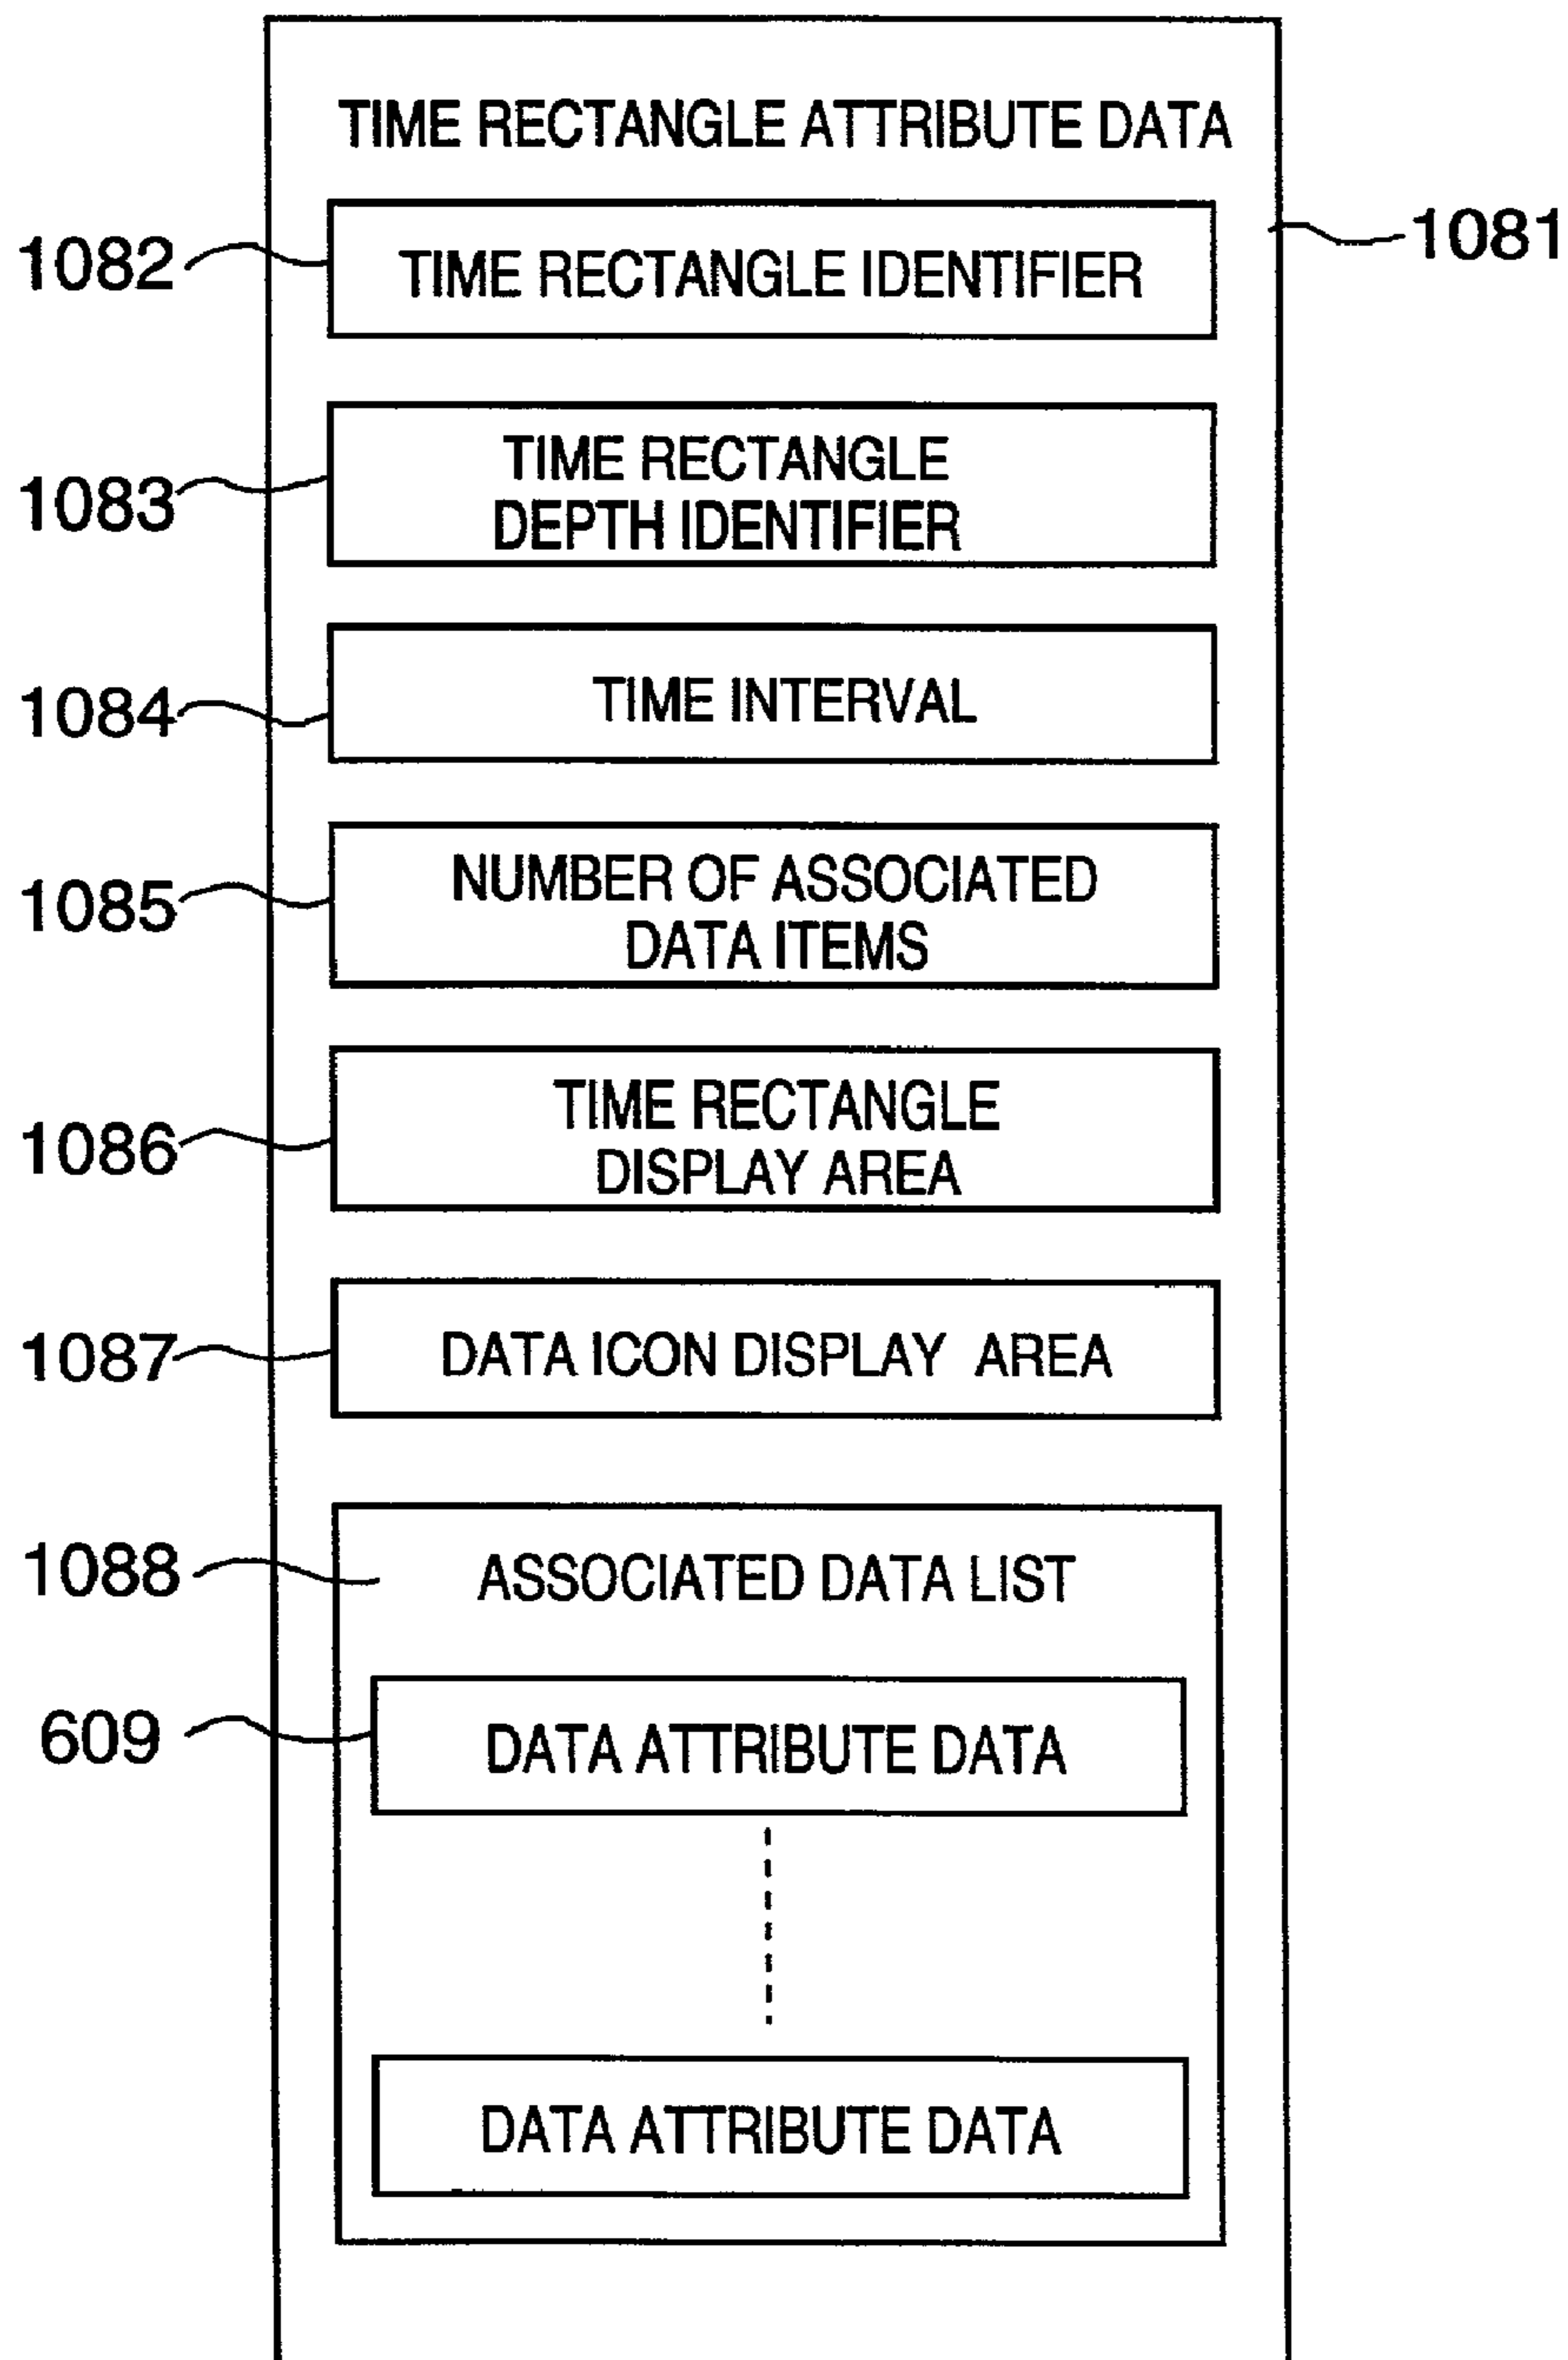 TIME RECTANGLE ATTRIBUTE DATA
1081
1082
TIME RECTANGLE IDENTIFIER
1083
TIME RECTANGLE
DEPTH IDENTIFIER
1084
TIME INTERVAL
1085
NUMBER OF ASSOCIATED
DATA ITEMS
1086
TIME RECTANGLE
DISPLAY AREA
1087
DATA ICON DISPLAY AREA
1088
ASSOCIATED DATA LIST
609
DATA ATTRIBUTE DATA
DATA ATTRIBUTE DATA